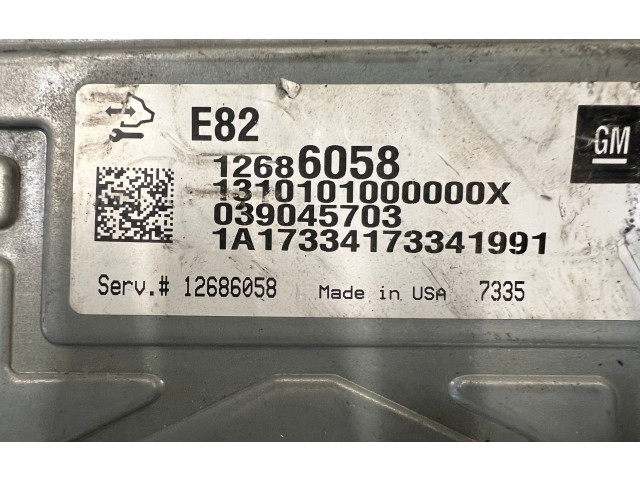 E82
GM
12686058
1310101000000X
039045703
1A17334173341991
Serv.# 12686058 Made in USA 7335